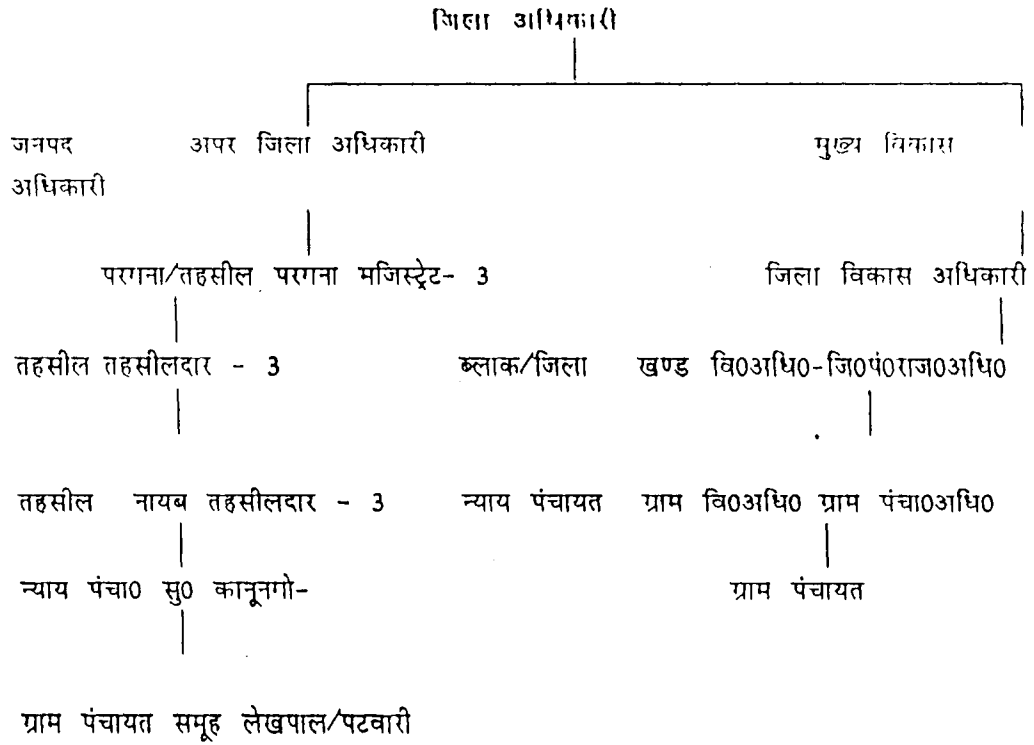 जिला अधिकारी
जनपद अपर जिला अधिकारी मुख्य विकास
अधिकारी
परगना/तहसील परगना मजिस्ट्रेट- 3 जिला विकास अधिकारी
तहसील तहसीलदार - 3 ब्लाक/जिला खण्ड वि0अधि0-जि0पं0राज0अधि0
तहसील नायब तहसीलदार - 3 न्याय पंचायत ग्राम वि0अधि0 ग्राम पंचा0अधि0
न्याय पंचा0 सु0 कानूनगो- ग्राम पंचायत
ग्राम पंचायत समूह लेखपाल/पटवारी